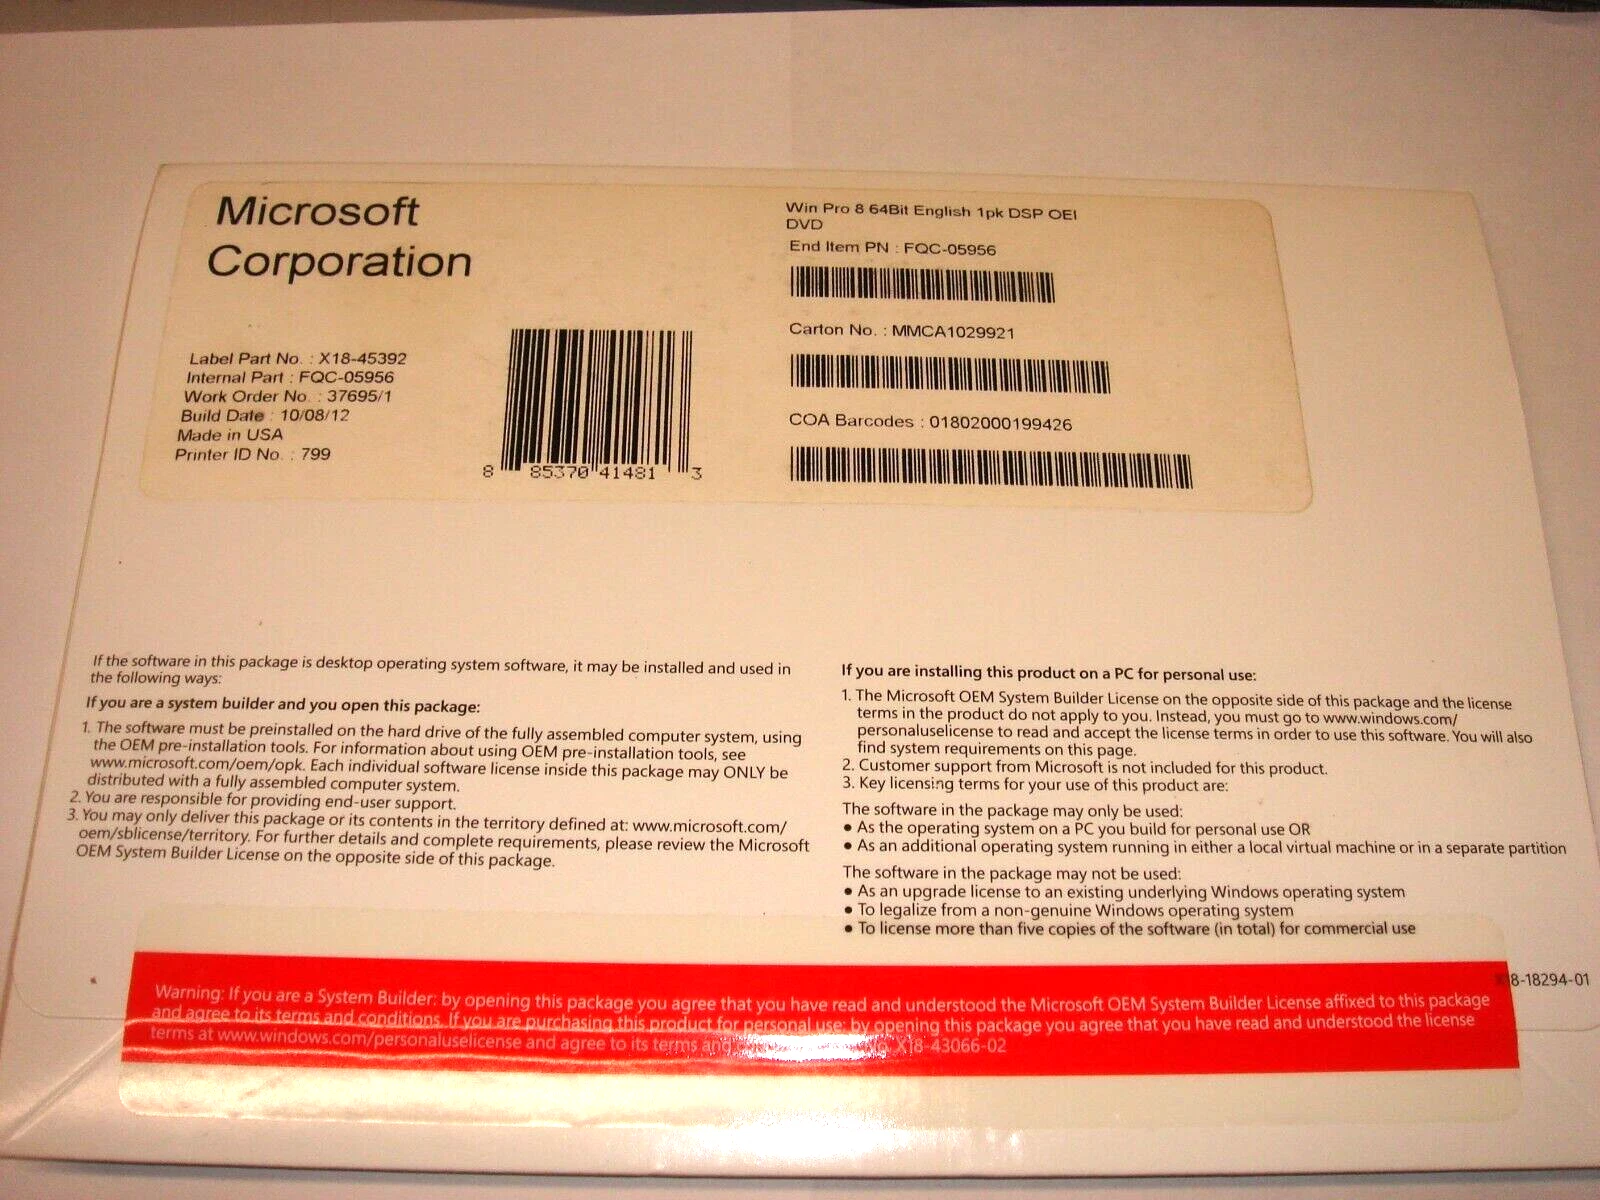 Microsoft
Corporation
Label Part No. : X18-45392
Internal Part : FQC-05956
Work Order No. : 37695/1
Build Date : 10/08/12
Made in USA
Printer ID No. : 799
8 85370 41481 3
Win Pro 8 64Bit English 1pk DSP OEI
DVD
End Item PN : FQC-05956
Carton No. : MMCA1029921
COA Barcodes : 01802000199426
If the software in this package is desktop operating system software, it may be installed and used in
the following ways:
If you are a system builder and you open this package:
1. The software must be preinstalled on the hard drive of the fully assembled computer system, using
the OEM pre-installation tools. For information about using OEM pre-installation tools, see
www.microsoft.com/oem/opk. Each individual software license inside this package may ONLY be
distributed with a fully assembled computer system.
2. You are responsible for providing end-user support.
3. You may only deliver this package or its contents in the territory defined at: www.microsoft.com/
oem/sblicense/territory. For further details and complete requirements, please review the Microsoft
OEM System Builder License on the opposite side of this package.
If you are installing this product on a PC for personal use:
1. The Microsoft OEM System Builder License on the opposite side of this package and the license
terms in the product do not apply to you. Instead, you must go to www.windows.com/
personaluselicense to read and accept the license terms in order to use this software. You will also
find system requirements on this page.
2. Customer support from Microsoft is not included for this product.
3. Key licensing terms for your use of this product are:
The software in the package may only be used:
• As the operating system on a PC you build for personal use OR
• As an additional operating system running in either a local virtual machine or in a separate partition
The software in the package may not be used:
• As an upgrade license to an existing underlying Windows operating system
• To legalize from a non-genuine Windows operating system
• To license more than five copies of the software (in total) for commercial use
X18-18294-01
Warning: If you are a System Builder: by opening this package you agree that you have read and understood the Microsoft OEM System Builder License affixed to this package
and agree to its terms and conditions. If you are purchasing this product for personal use: by opening this package you agree that you have read and understood the license
terms at www.windows.com/personaluselicense and agree to its terms and No. X18-43066-02